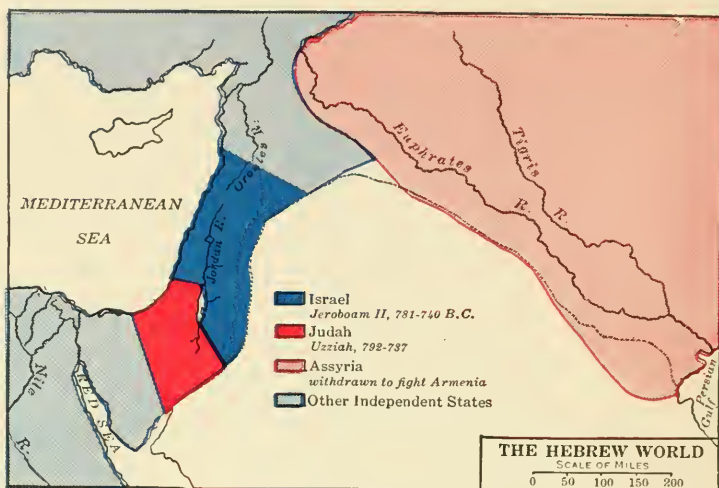 Euphrates
R.
Tigris
R.
Orontes
R.
MEDITERRANEAN
SEA
Jordan R.
Israel
Jeroboam II, 781-740 B.C.
Judah
Uzziah, 792-737
Assyria
withdrawn to fight Armenia
Other Independent States
Nile
R.
RED SEA
Persian
Gulf
THE HEBREW WORLD
SCALE OF MILES
0 50 100 150 200